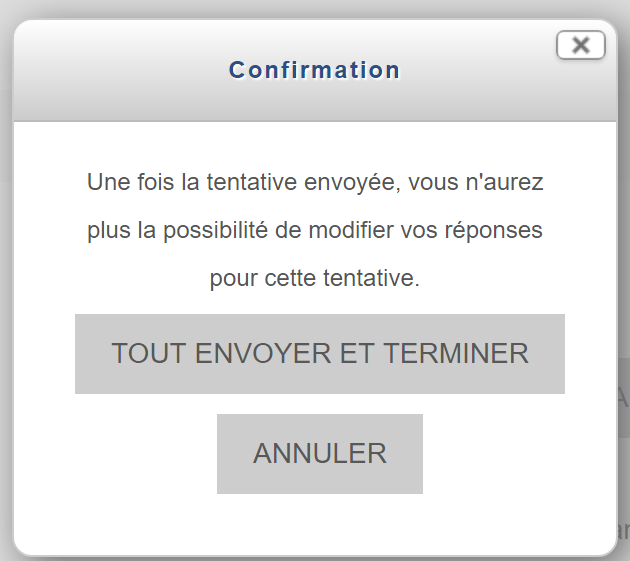 Confirmation
Une fois la tentative envoyée, vous n'aurez
plus la possibilité de modifier vos réponses
pour cette tentative.
TOUT ENVOYER ET TERMINER
ANNULER